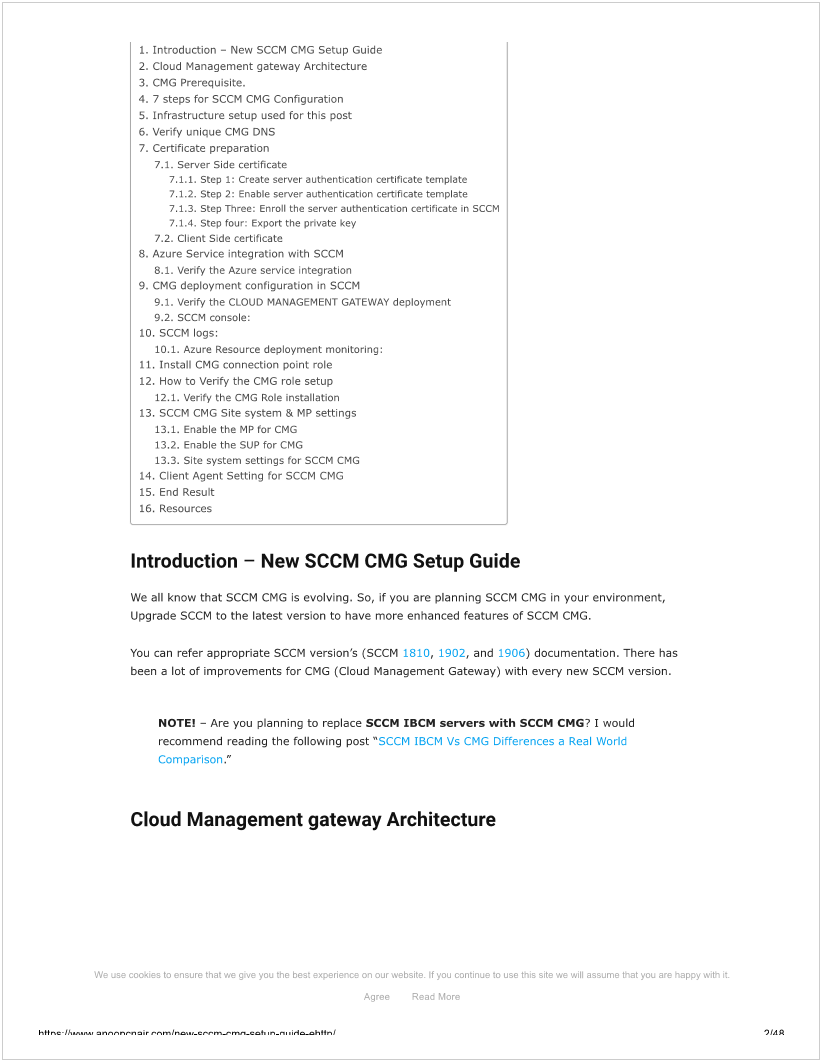 1. Introduction – New SCCM CMG Setup Guide
2. Cloud Management gateway Architecture
3. CMG Prerequisite.
4. 7 steps for SCCM CMG Configuration
5. Infrastructure setup used for this post
6. Verify unique CMG DNS
7. Certificate preparation
7.1. Server Side certificate
7.1.1. Step 1: Create server authentication certificate template
7.1.2. Step 2: Enable server authentication certificate template
7.1.3. Step Three: Enroll the server authentication certificate in SCCM
7.1.4. Step four: Export the private key
7.2. Client Side certificate
8. Azure Service integration with SCCM
8.1. Verify the Azure service integration
9. CMG deployment configuration in SCCM
9.1. Verify the CLOUD MANAGEMENT GATEWAY deployment
9.2. SCCM console:
10. SCCM logs:
10.1. Azure Resource deployment monitoring:
11. Install CMG connection point role
12. How to Verify the CMG role setup
12.1. Verify the CMG Role installation
13. SCCM CMG Site system & MP settings
13.1. Enable the MP for CMG
13.2. Enable the SUP for CMG
13.3. Site system settings for SCCM CMG
14. Client Agent Setting for SCCM CMG
15. End Result
16. Resources
Introduction – New SCCM CMG Setup Guide
We all know that SCCM CMG is evolving. So, if you are planning SCCM CMG in your environment,
Upgrade SCCM to the latest version to have more enhanced features of SCCM CMG.
You can refer appropriate SCCM version’s (SCCM 1810, 1902, and 1906) documentation. There has
been a lot of improvements for CMG (Cloud Management Gateway) with every new SCCM version.
NOTE! – Are you planning to replace SCCM IBCM servers with SCCM CMG? I would
recommend reading the following post “SCCM IBCM Vs CMG Differences a Real World
Comparison.”
Cloud Management gateway Architecture
We use cookies to ensure that we give you the best experience on our website. If you continue to use this site we will assume that you are happy with it.
Agree Read More
https://www.anoopcnair.com/new-sccm-cmg-setup-guide-ehttp/ 2/48